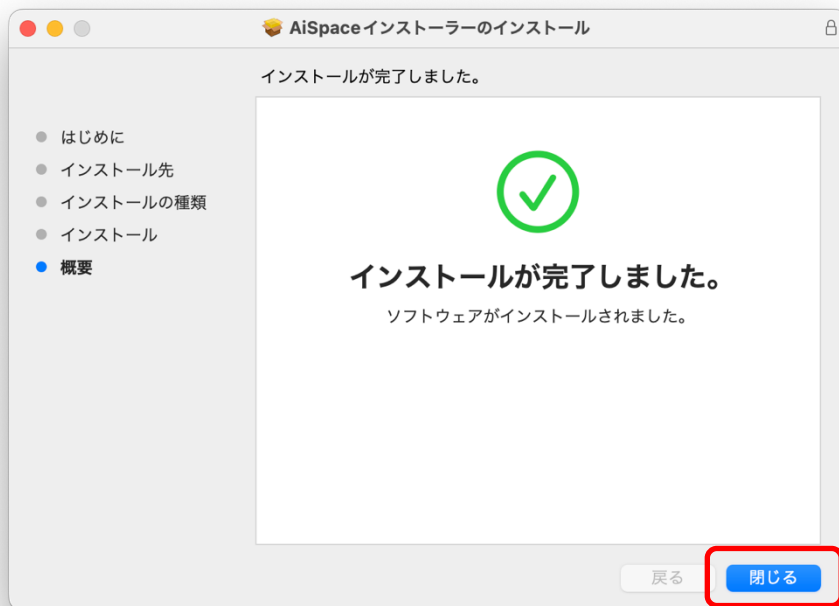 AiSpaceインストーラーのインストール
インストールが完了しました。
はじめに
インストール先
インストールの種類
インストール
概要
インストールが完了しました。
ソフトウェアがインストールされました。
戻る
閉じる